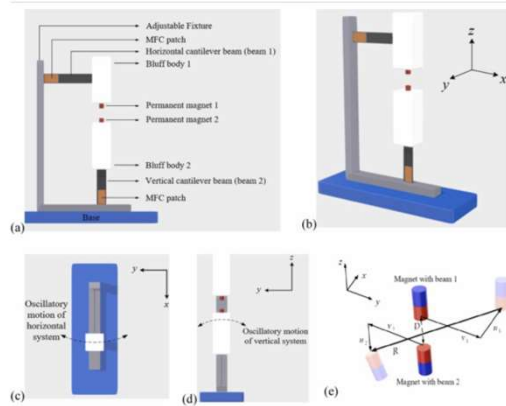 Adjustable Fixture
MFC patch
Horizontal cantilever beam (beam 1)
Bluff body 1
Permanent magnet 1
Permanent magnet 2
Bluff body 2
Vertical cantilever beam (beam 2)
MFC patch
Base
(a)
z
y
x
(b)
y
x
Oscillatory
motion of
horizontal
system
(c)
z
y
Oscillatory motion
of vertical system
(d)
z
x
y
Magnet with beam 1
D
R
Magnet with beam 2
(e)